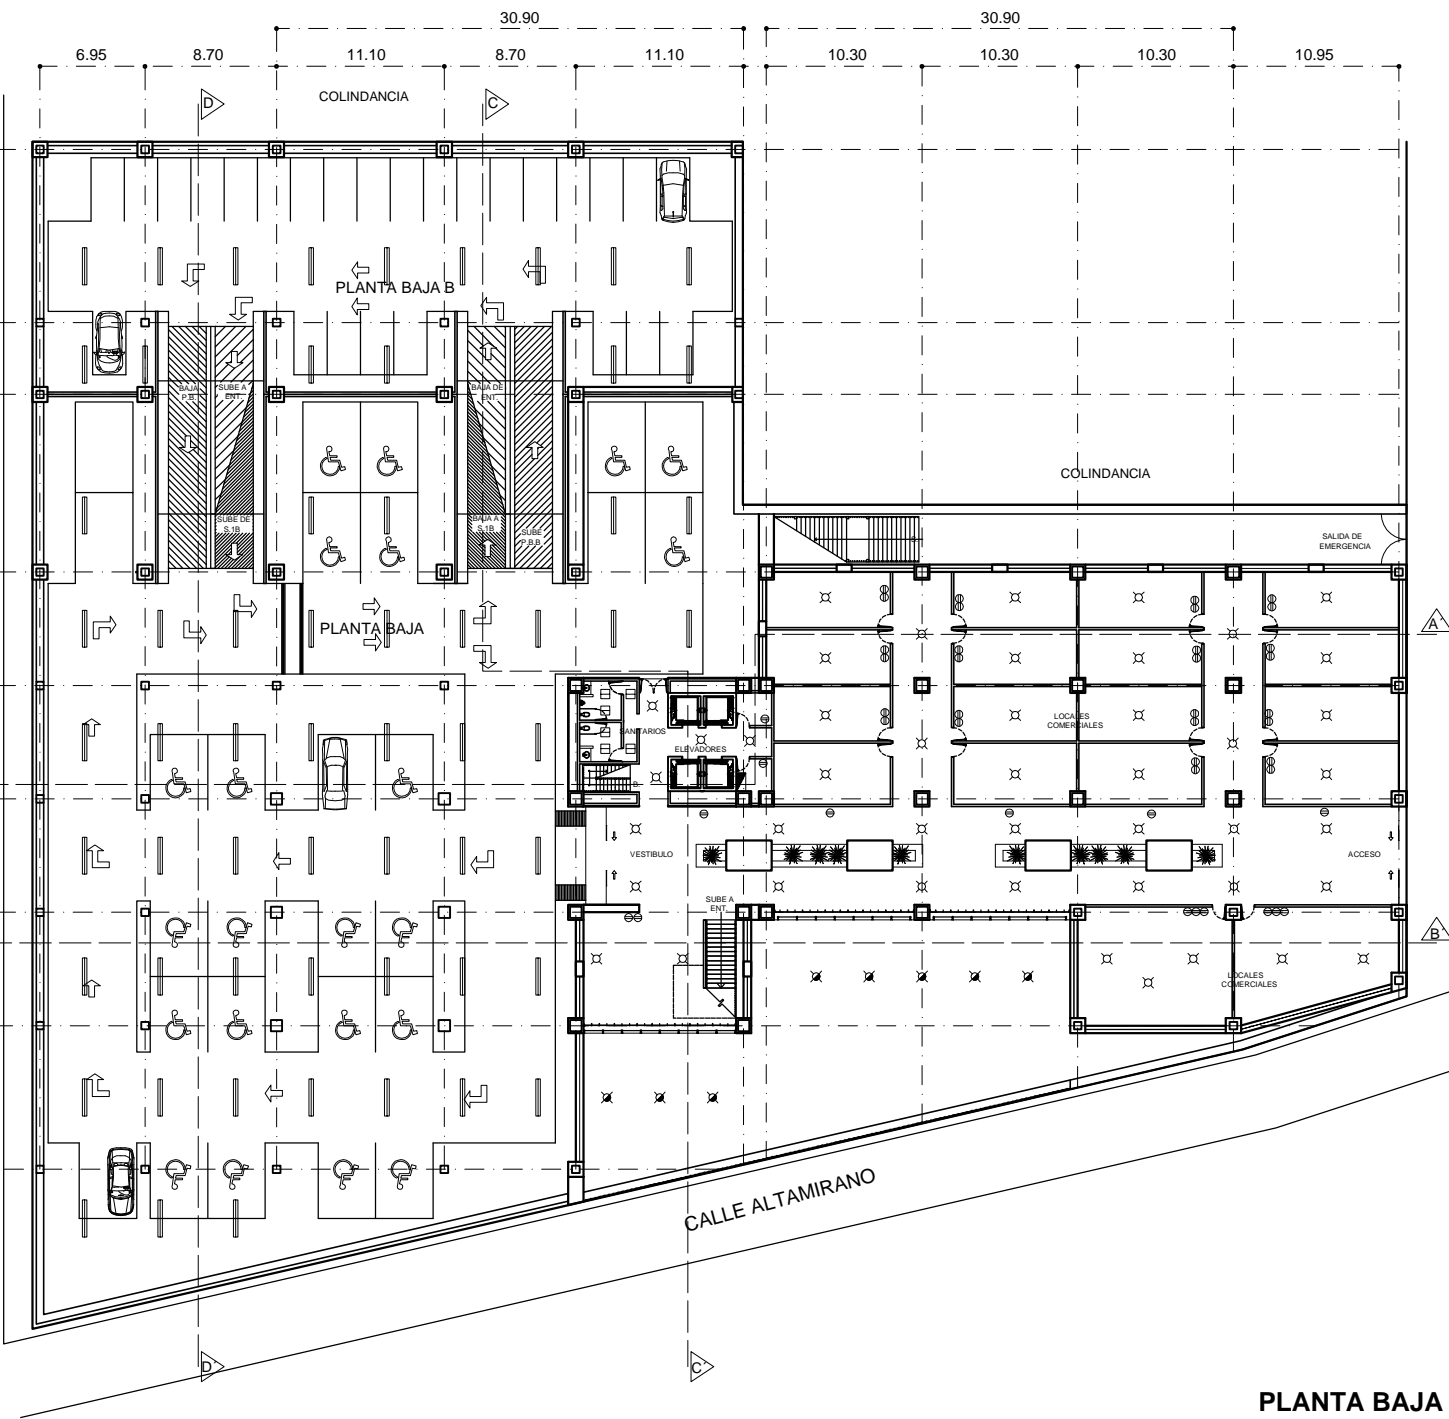 30.90
30.90
6.95
8.70
11.10
8.70
11.10
10.30
10.30
10.30
10.95
COLINDANCIA
D
C
PLANTA BAJA B
BAJA
P.B.
SUBE A
ENT.
BAJA DE
ENT.
COLINDANCIA
SUBE DE
S.1B
BAJA A
S.1B
SUBE
P.B.B.
SALIDA DE
EMERGENCIA
PLANTA BAJA
A´
LOCALES
COMERCIALES
SANITARIOS
ELEVADORES
VESTIBULO
ACCESO
SUBE A
ENT.
B´
LOCALES
COMERCIALES
CALLE ALTAMIRANO
D´
C´
PLANTA BAJA